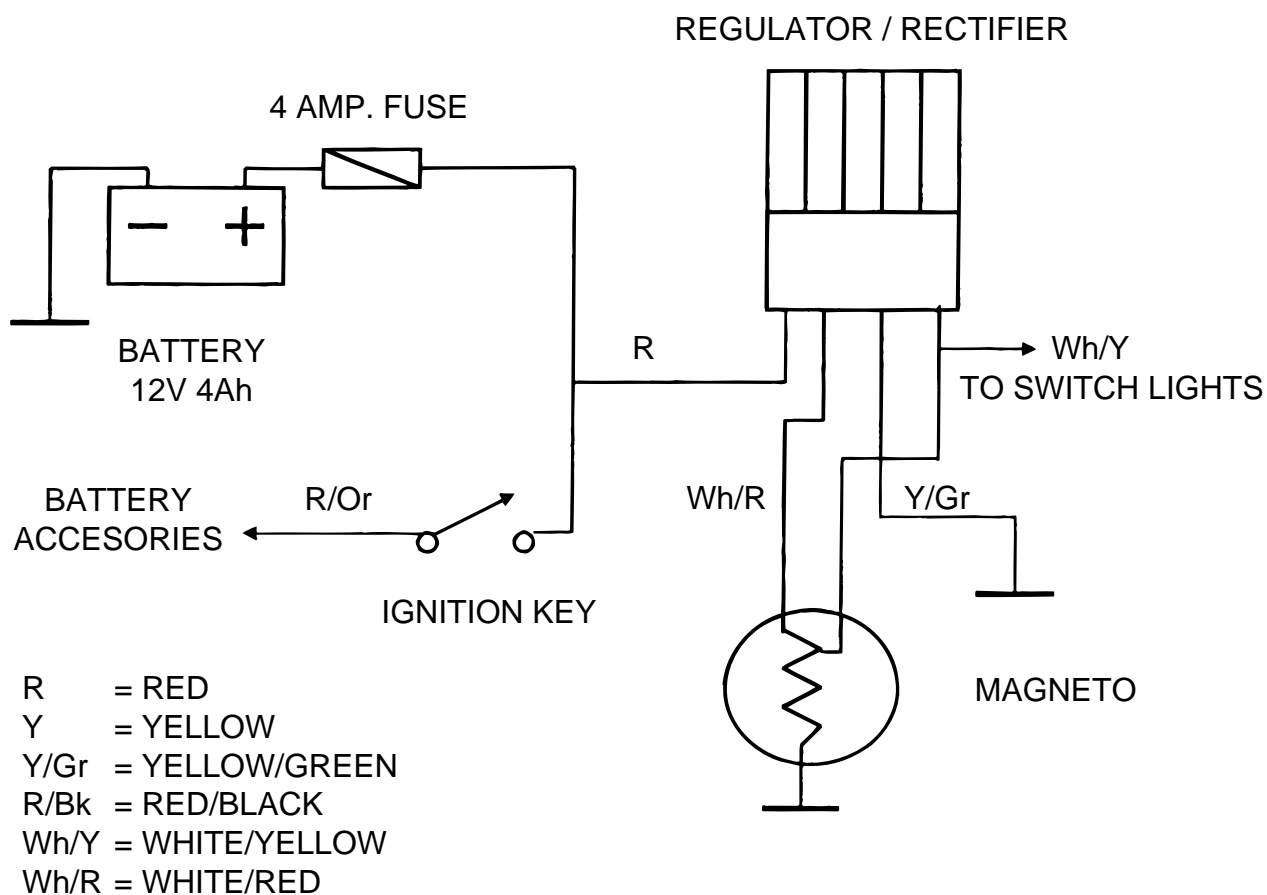 REGULATOR / RECTIFIER
4 AMP. FUSE
− +
BATTERY
12V 4Ah
R
Wh/Y
TO SWITCH LIGHTS
BATTERY
ACCESORIES
R/Or
Wh/R
Y/Gr
IGNITION KEY
MAGNETO
R = RED
Y = YELLOW
Y/Gr = YELLOW/GREEN
R/Bk = RED/BLACK
Wh/Y = WHITE/YELLOW
Wh/R = WHITE/RED